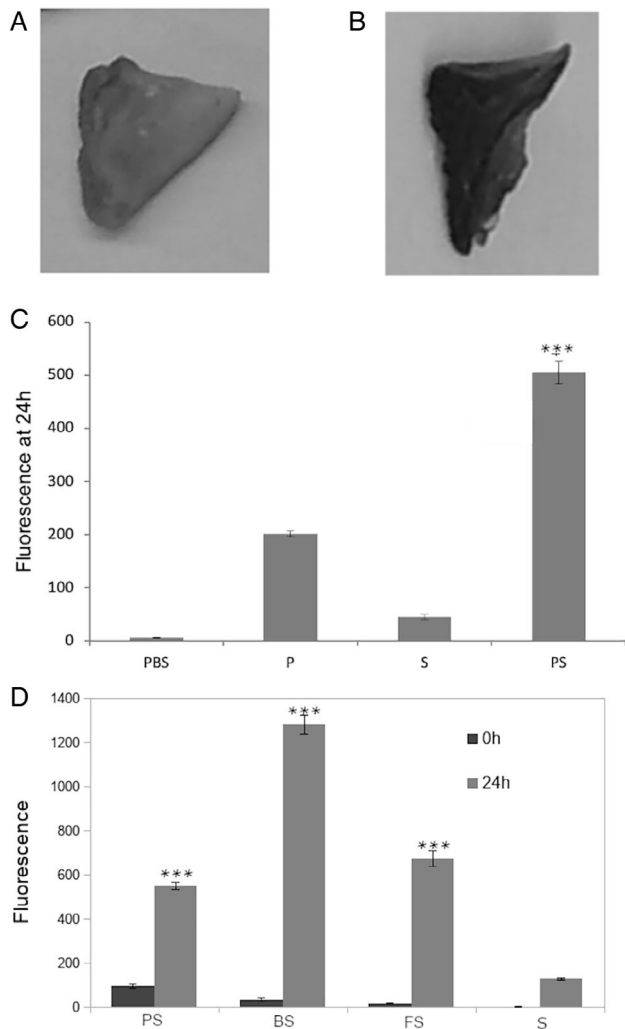 A
B
C
Fluorescence at 24h
600
500
400
300
200
100
0
***
PBS P S PS
D
Fluorescence
1400
1200
1000
800
600
400
200
0
***
***
***
0h
24h
PS BS FS S